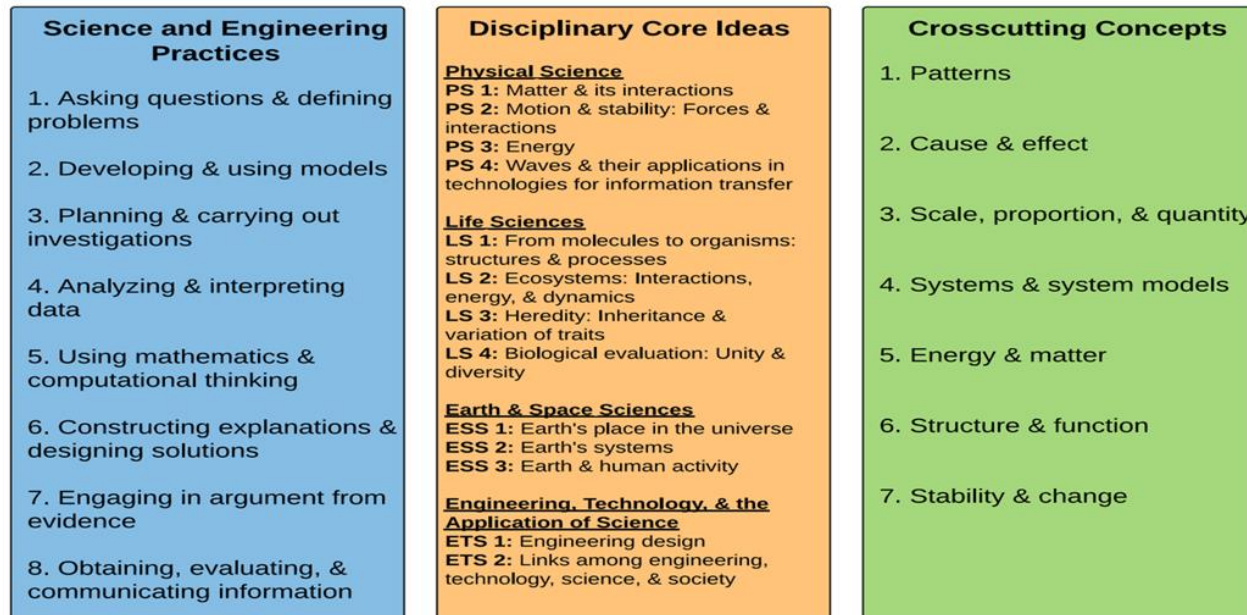 Science and Engineering
Practices
1. Asking questions & defining
problems
2. Developing & using models
3. Planning & carrying out
investigations
4. Analyzing & interpreting
data
5. Using mathematics &
computational thinking
6. Constructing explanations &
designing solutions
7. Engaging in argument from
evidence
8. Obtaining, evaluating, &
communicating information
Disciplinary Core Ideas
Physical Science
PS 1: Matter & its interactions
PS 2: Motion & stability: Forces &
interactions
PS 3: Energy
PS 4: Waves & their applications in
technologies for information transfer
Life Sciences
LS 1: From molecules to organisms:
structures & processes
LS 2: Ecosystems: Interactions,
energy, & dynamics
LS 3: Heredity: Inheritance &
variation of traits
LS 4: Biological evaluation: Unity &
diversity
Earth & Space Sciences
ESS 1: Earth's place in the universe
ESS 2: Earth's systems
ESS 3: Earth & human activity
Engineering, Technology, & the
Application of Science
ETS 1: Engineering design
ETS 2: Links among engineering,
technology, science, & society
Crosscutting Concepts
1. Patterns
2. Cause & effect
3. Scale, proportion, & quantity
4. Systems & system models
5. Energy & matter
6. Structure & function
7. Stability & change